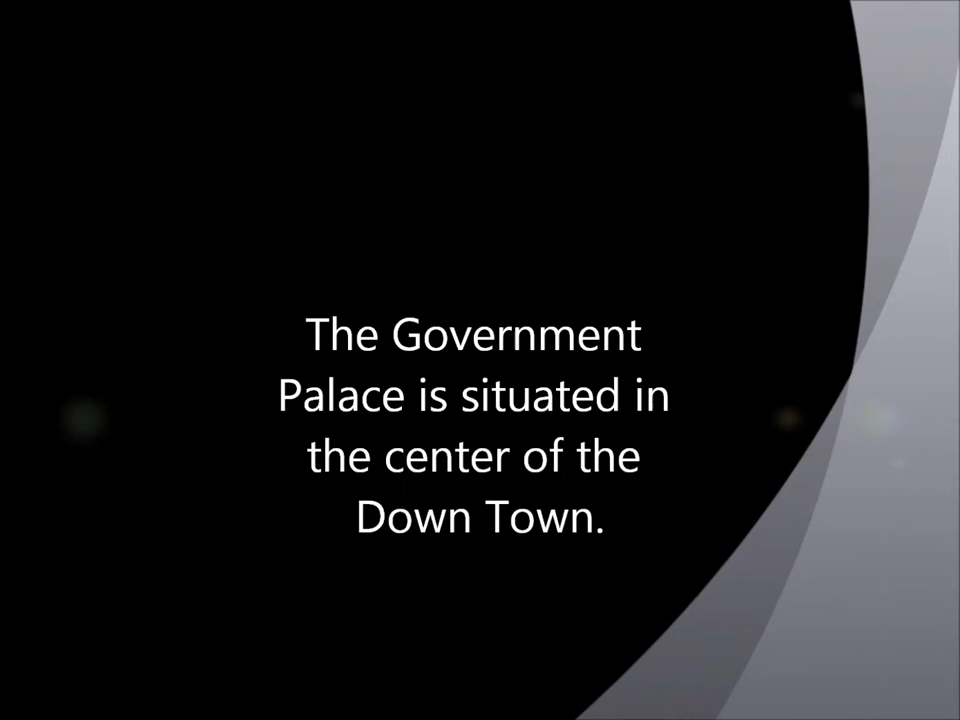 The Government
Palace is situated in
the center of the
Down Town.